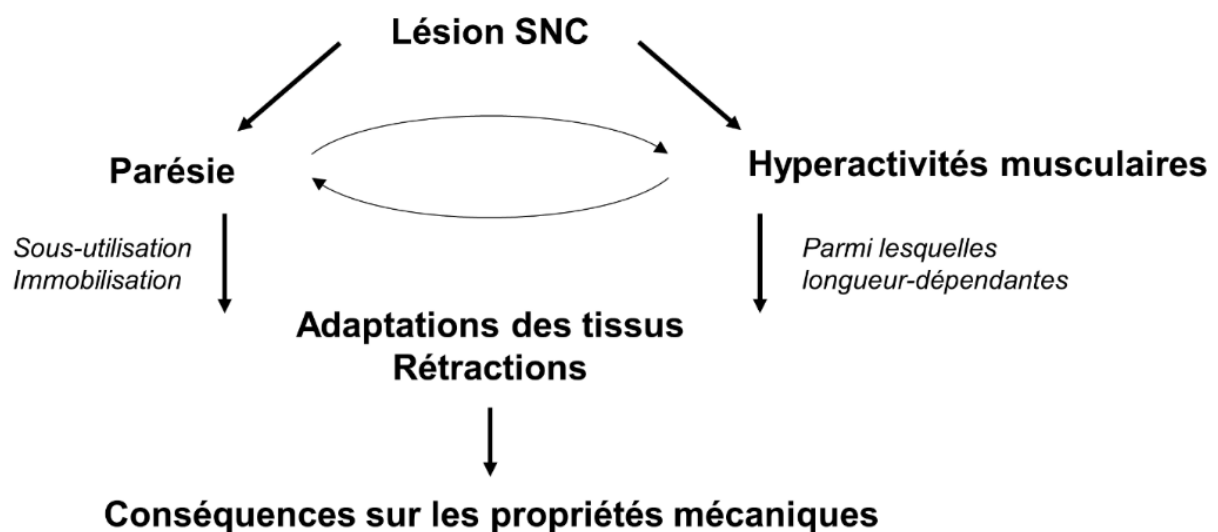 Lésion SNC
Parésie
Hyperactivités musculaires
Sous-utilisation
Immobilisation
Parmi lesquelles
longueur-dépendantes
Adaptations des tissus
Rétractions
Conséquences sur les propriétés mécaniques